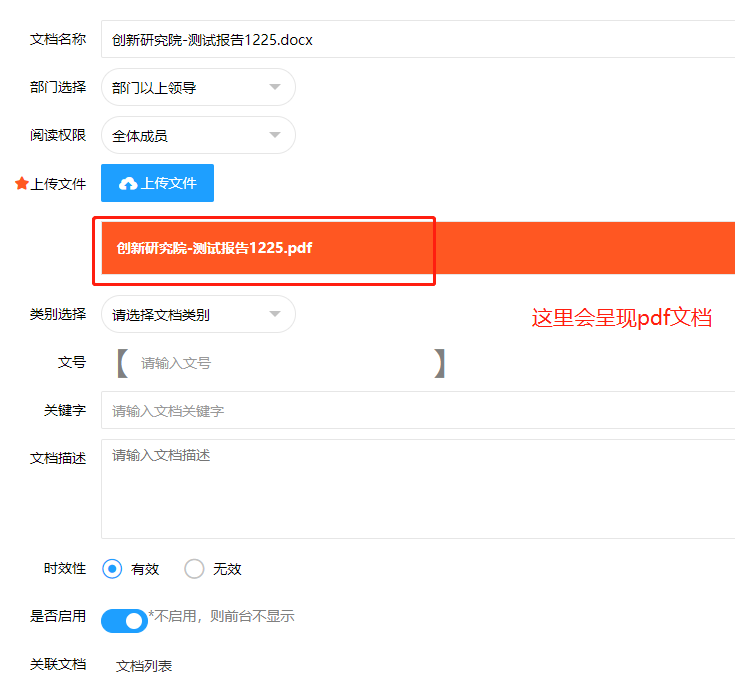 文档名称 创新研究院-测试报告1225.docx
部门选择 部门以上领导
阅读权限 全体成员
上传文件 上传文件
创新研究院-测试报告1225.pdf
类别选择 请选择文档类别
这里会呈现pdf文档
文号 【 请输入文号 】
关键字 请输入文档关键字
文档描述 请输入文档描述
时效性 有效 无效
是否启用 *不启用，则前台不显示
关联文档 文档列表